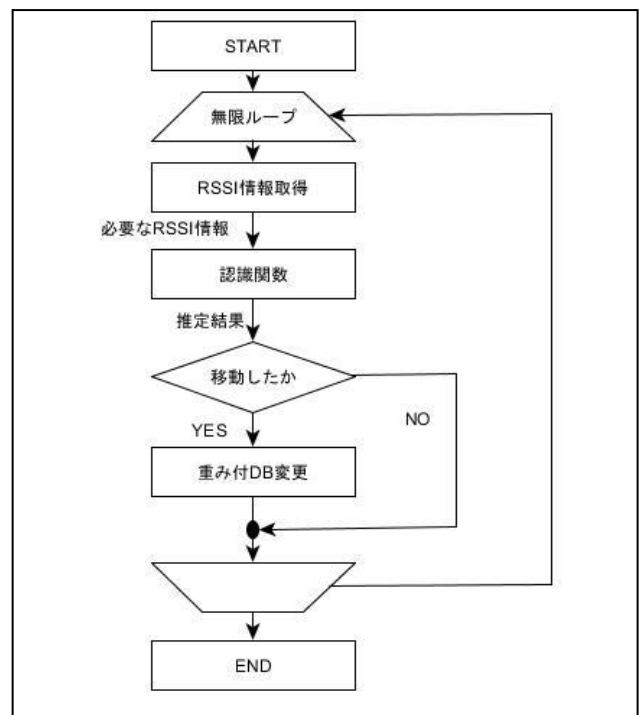 START
無限ループ
RSSI情報取得
必要なRSSI情報
認識関数
推定結果
移動したか
NO
YES
重み付DB変更
END